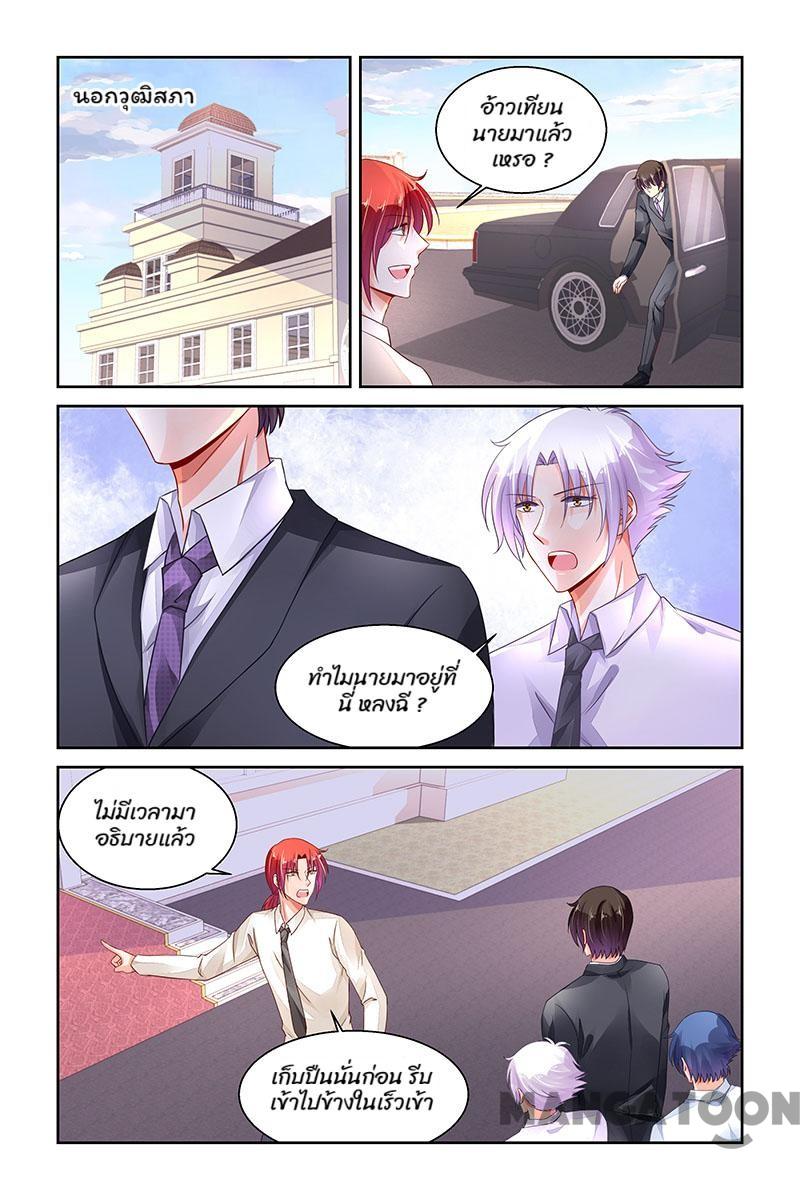 นอกวุฒิสภา
อ้าวเทียน
นายมาแล้ว
เหรอ ?
ทำไมนายมาอยู่ที่
นี่ หลงฉี ?
ไม่มีเวลามา
อธิบายแล้ว
เก็บปืนนั่นก่อน รีบ
เข้าไปข้างในเร็วเข้า
MANGATOON